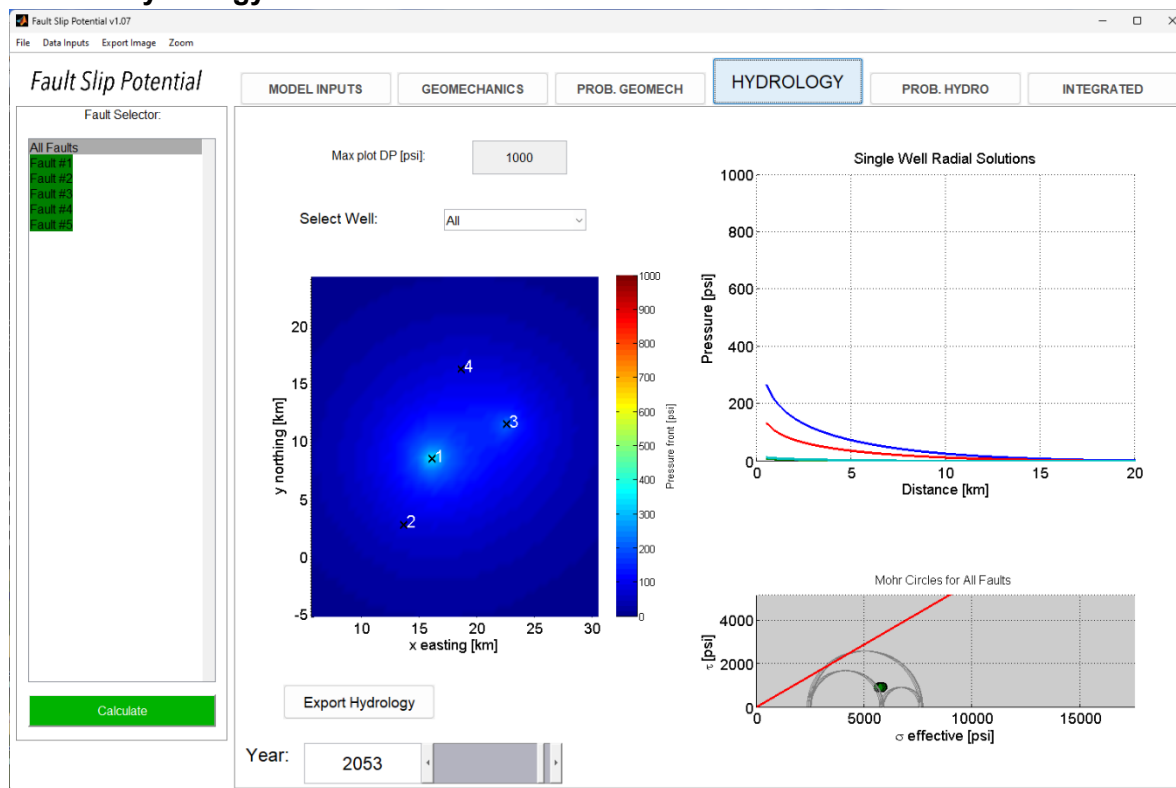 Fault Slip Potential v1.07
File Data Inputs Export Image Zoom
Fault Slip Potential
MODEL INPUTS
GEOMECHANICS
PROB. GEOMECH
HYDROLOGY
PROB. HYDRO
INTEGRATED
Fault Selector:
All Faults
Fault #1
Fault #2
Fault #3
Fault #4
Fault #5
Calculate
Max plot DP [psi]:
1000
Select Well:
All
20
15
10
5
0
-5
y northing [km]
10 15 20 25 30
x easting [km]
4
3
1
2
1000
900
800
700
600
500
400
300
200
100
0
Pressure front [psi]
Export Hydrology
Year:
2053
Single Well Radial Solutions
1000
800
600
400
200
0
Pressure [psi]
0 5 10 15 20
Distance [km]
Mohr Circles for All Faults
4000
2000
0
τ [psi]
0 5000 10000 15000
σ effective [psi]